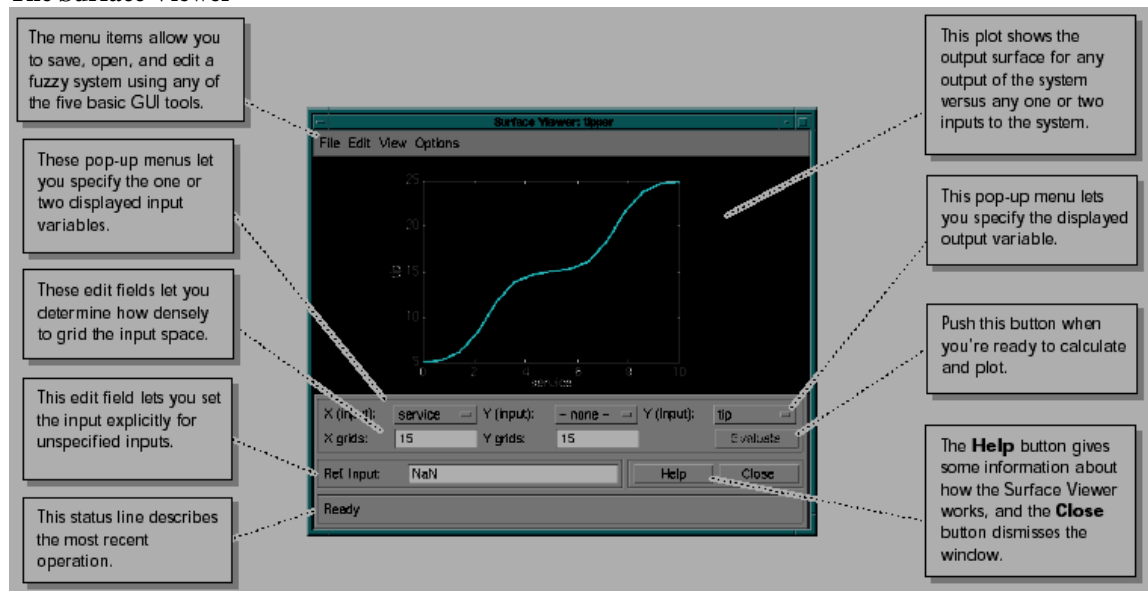 The menu items allow you
to save, open, and edit a
fuzzy system using any of
the five basic GUI tools.
These pop-up menus let
you specify the one or
two displayed input
variables.
These edit fields let you
determine how densely
to grid the input space.
This edit field lets you set
the input explicitly for
unspecified inputs.
This status line describes
the most recent
operation.
Surface Viewer: tipper
File Edit View Options
25
20
15
10
5
tip
0 2 4 6 8 10
service
X (input): service Y (input): - none - Y (input): tip
X grids: 15 Y grids: 15 Evaluate
Ref. Input: NaN Help Close
Ready
This plot shows the
output surface for any
output of the system
versus any one or two
inputs to the system.
This pop-up menu lets
you specify the displayed
output variable.
Push this button when
you're ready to calculate
and plot.
The Help button gives
some information about
how the Surface Viewer
works, and the Close
button dismisses the
window.